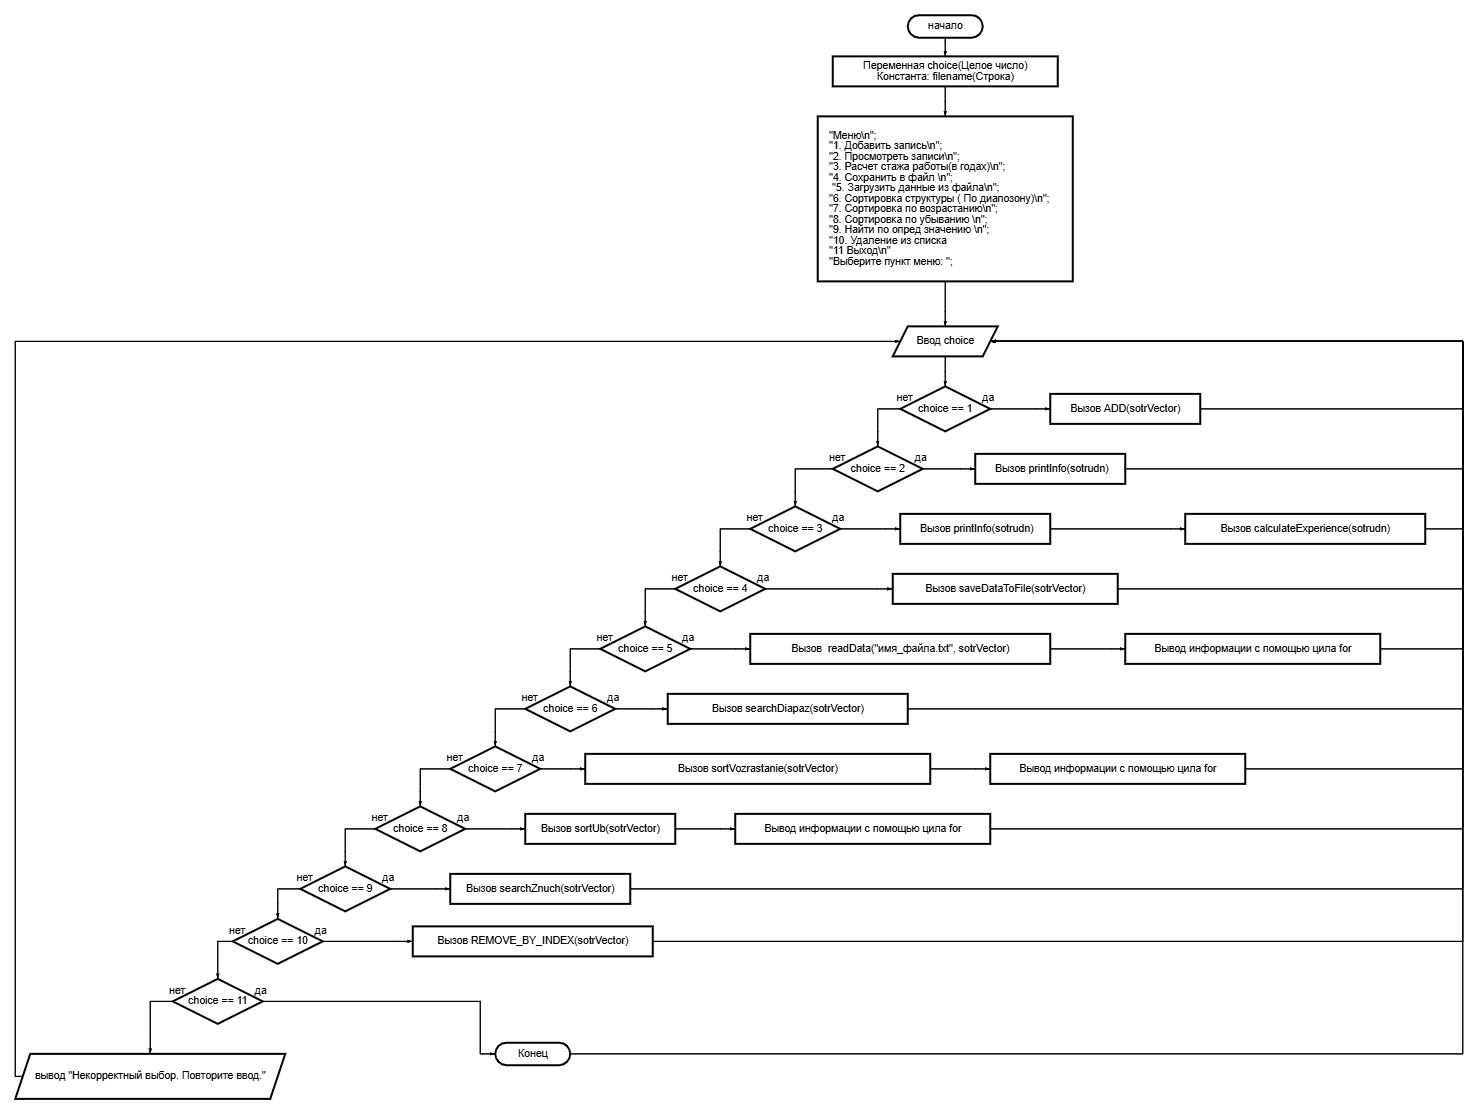 начало
Переменная choice(Целое число)
Константа: filename(Строка)
"Меню\n";
"1. Добавить запись\n";
"2. Просмотреть записи\n";
"3. Расчет стажа работы(в годах)\n";
"4. Сохранить в файл \n";
"5. Загрузить данные из файла\n";
"6. Сортировка структуры ( По диапозону)\n";
"7. Сортировка по возрастанию\n";
"8. Сортировка по убыванию \n";
"9. Найти по опред значению \n";
"10. Удаление из списка
"11 Выход\n"
"Выберите пункт меню: ";
Ввод choice
нет
choice == 1
да
Вызов ADD(sotrVector)
нет
choice == 2
да
Вызов printInfo(sotrudn)
нет
choice == 3
да
Вызов printInfo(sotrudn)
Вызов calculateExperience(sotrudn)
нет
choice == 4
да
Вызов saveDataToFile(sotrVector)
нет
choice == 5
да
Вызов  readData("имя_файла.txt", sotrVector)
Вывод информации с помощью цила for
нет
choice == 6
да
Вызов searchDiapaz(sotrVector)
нет
choice == 7
да
Вызов sortVozrastanie(sotrVector)
Вывод информации с помощью цила for
нет
choice == 8
да
Вызов sortUb(sotrVector)
Вывод информации с помощью цила for
нет
choice == 9
да
Вызов searchZnuch(sotrVector)
нет
choice == 10
да
Вызов REMOVE_BY_INDEX(sotrVector)
нет
choice == 11
да
Конец
вывод "Некорректный выбор. Повторите ввод."